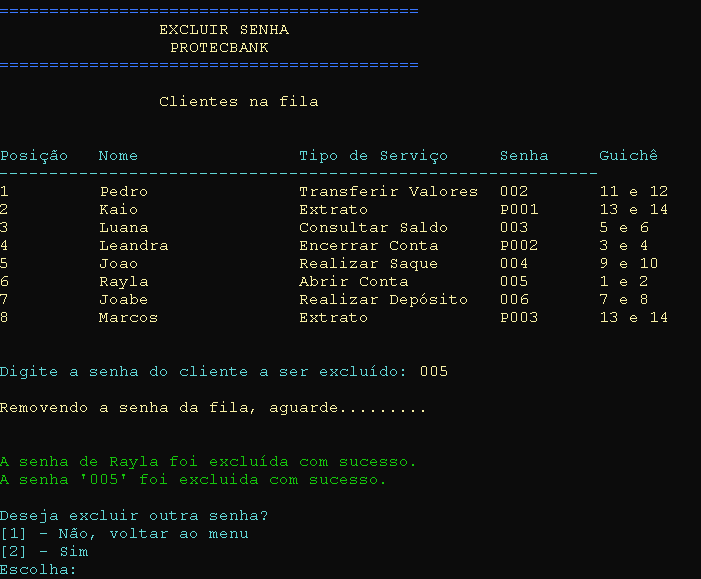 ==========================================
EXCLUIR SENHA
PROTECBANK
==========================================
Clientes na fila
Posição Nome Tipo de Serviço Senha Guichê
------------------------------------------------------------
1 Pedro Transferir Valores 002 11 e 12
2 Kaio Extrato P001 13 e 14
3 Luana Consultar Saldo 003 5 e 6
4 Leandra Encerrar Conta P002 3 e 4
5 Joao Realizar Saque 004 9 e 10
6 Rayla Abrir Conta 005 1 e 2
7 Joabe Realizar Depósito 006 7 e 8
8 Marcos Extrato P003 13 e 14
Digite a senha do cliente a ser excluído: 005
Removendo a senha da fila, aguarde.........
A senha de Rayla foi excluída com sucesso.
A senha '005' foi excluida com sucesso.
Deseja excluir outra senha?
[1] - Não, voltar ao menu
[2] - Sim
Escolha: